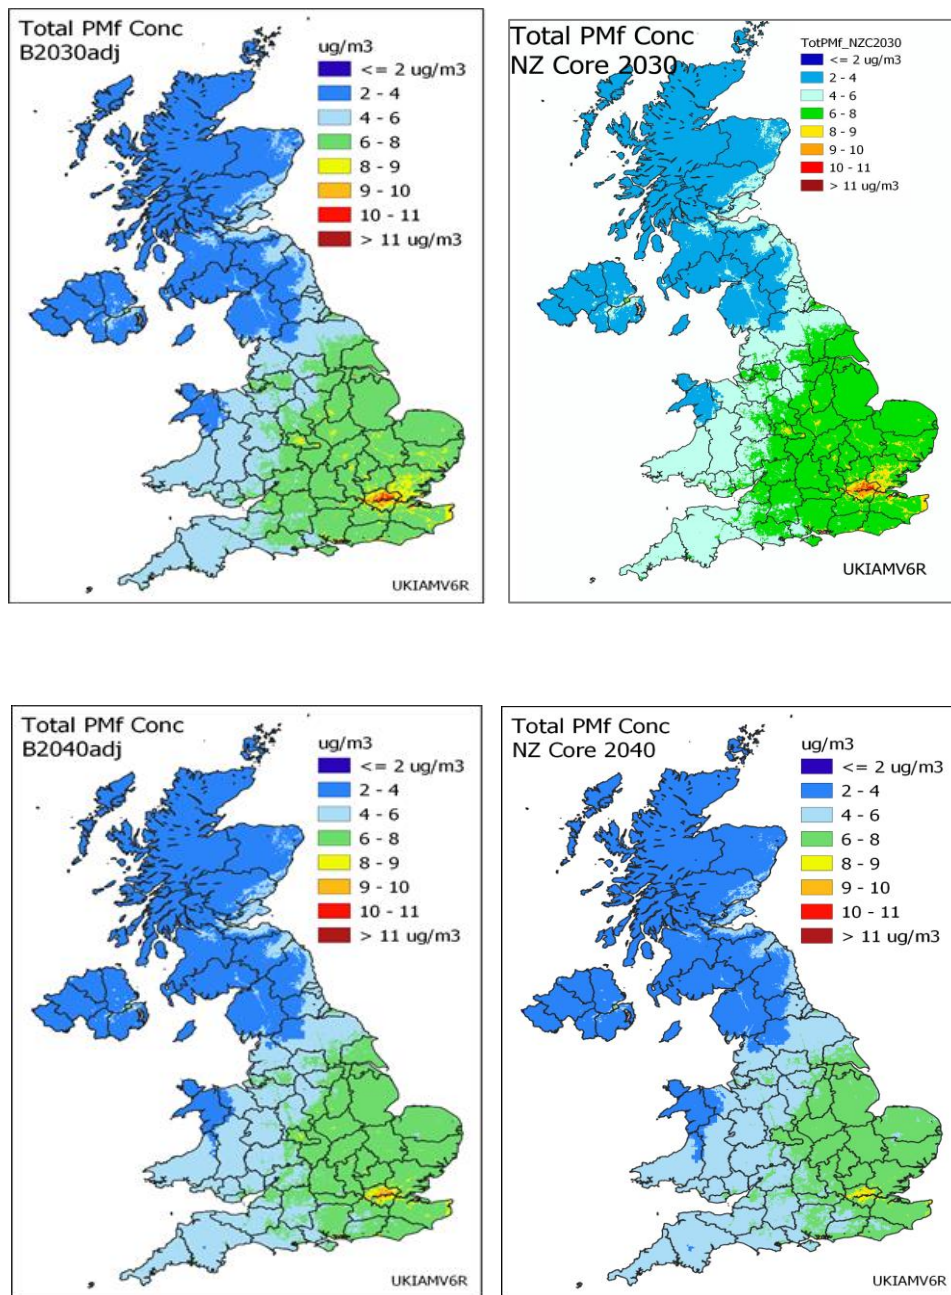 Total PMf Conc
B2030adj
ug/m3
<= 2 ug/m3
2 - 4
4 - 6
6 - 8
8 - 9
9 - 10
10 - 11
> 11 ug/m3
UKIAMV6R
Total PMf Conc
NZ Core 2030
TotPMf_NZC2030
<= 2 ug/m3
2 - 4
4 - 6
6 - 8
8 - 9
9 - 10
10 - 11
> 11 ug/m3
UKIAMV6R
Total PMf Conc
B2040adj
ug/m3
<= 2 ug/m3
2 - 4
4 - 6
6 - 8
8 - 9
9 - 10
10 - 11
> 11 ug/m3
UKIAMV6R
Total PMf Conc
NZ Core 2040
ug/m3
<= 2 ug/m3
2 - 4
4 - 6
6 - 8
8 - 9
9 - 10
10 - 11
> 11 ug/m3
UKIAMV6R